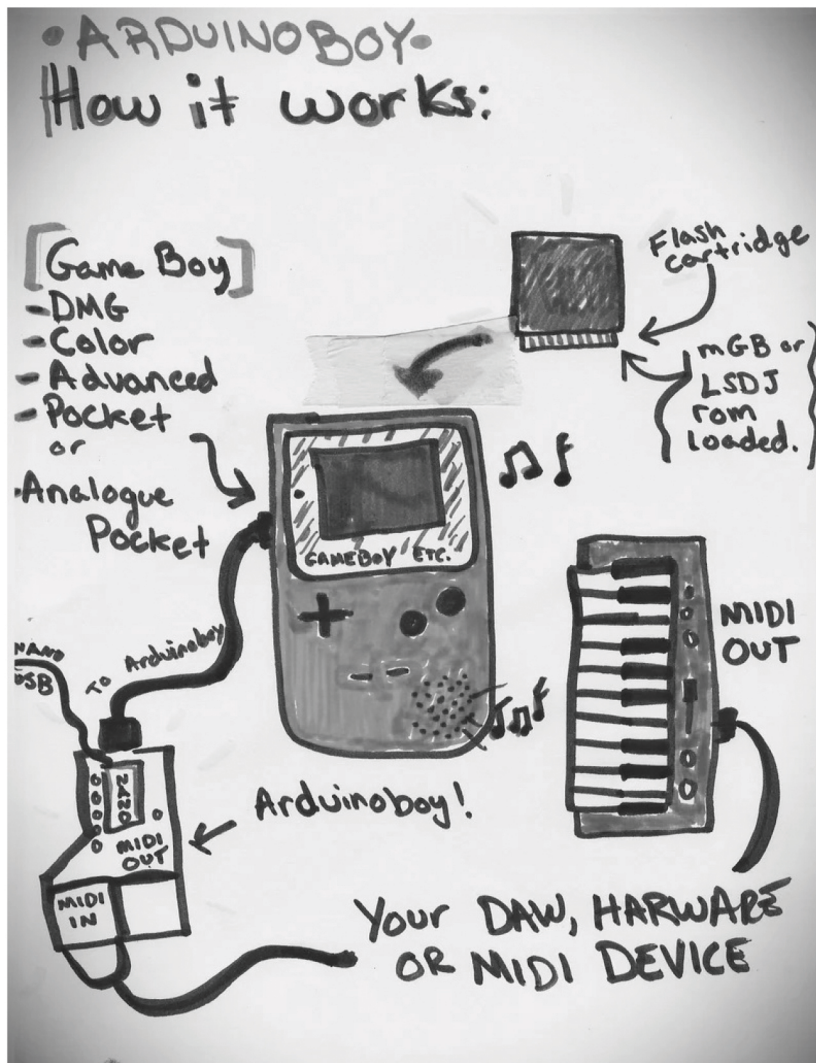 • ARDUINOBOY •
How it works:
[Game Boy]
- DMG
- Color
- Advanced
- Pocket
or
• Analogue
Pocket
Flash
cartridge
mGB or
LSDJ
rom
loaded.
GAMEBOY ETC.
MIDI
OUT
NANO
USB
TO Arduinoboy
MIDI
OUT
MIDI
IN
Arduinoboy!
Your DAW, HARWARE
OR MIDI DEVICE